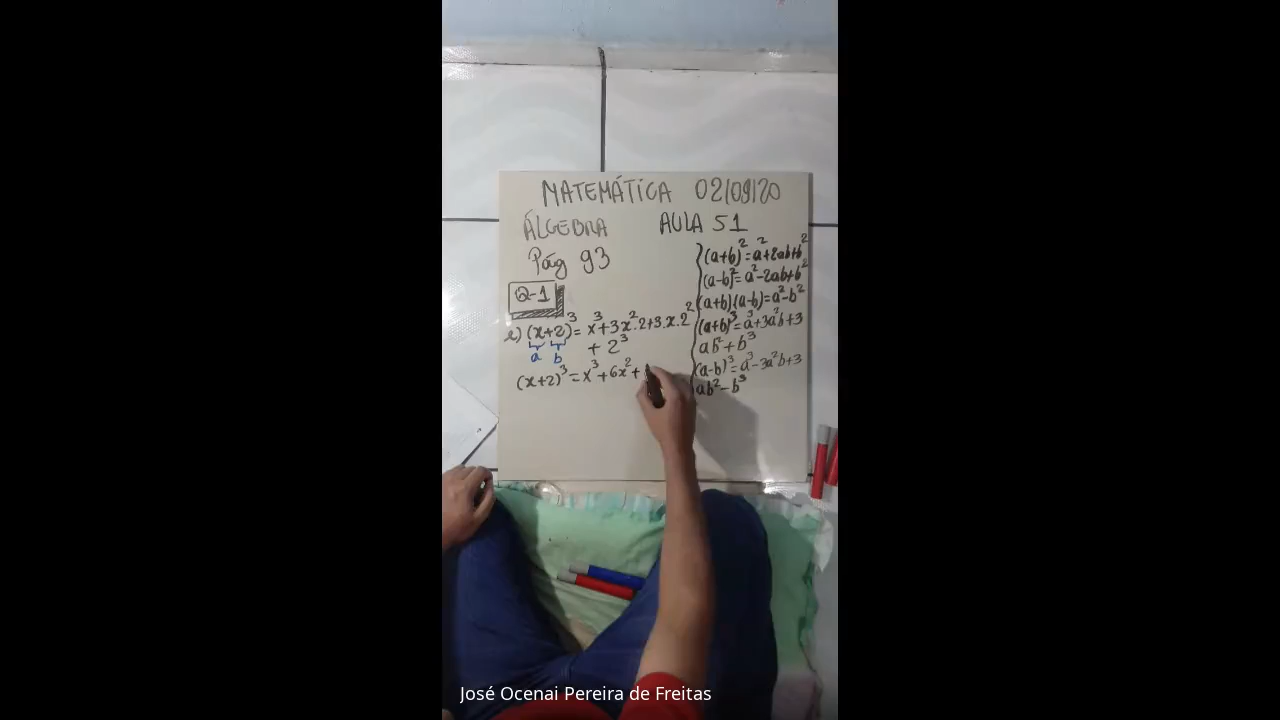 MATEMÁTICA 02/09/20
ÁLGEBRA AULA 51
Pág 93
Q-1
e) (x+2)³ = x³+3x².2+3.x.2²
+ 2³
a b
(x+2)³ = x³+6x²+
(a+b)²=a²+2ab+b²
(a-b)²=a²-2ab+b²
(a+b)(a-b)=a²-b²
(a+b)³=a³+3a²b+3
ab²+b³
(a-b)³=a³-3a²b+3
ab²-b³
José Ocenai Pereira de Freitas